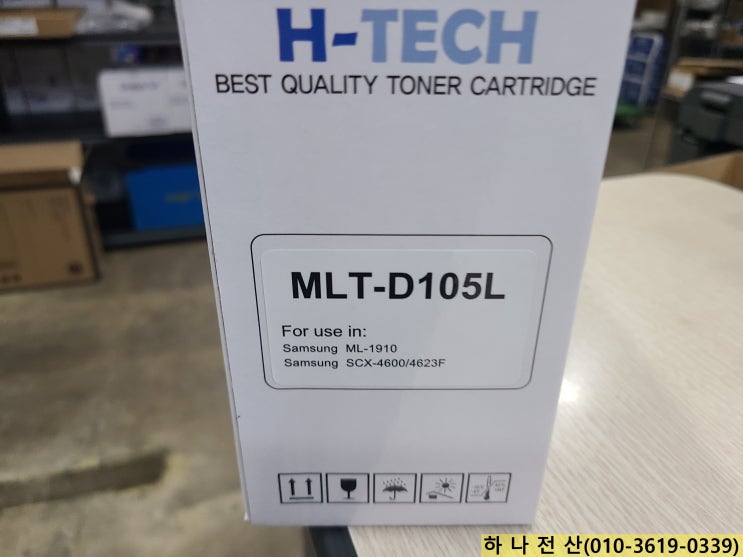 H-TECH
BEST QUALITY TONER CARTRIDGE
MLT-D105L
For use in:
Samsung ML-1910
Samsung SCX-4600/4623F
하 나 전 산(010-3619-0339)